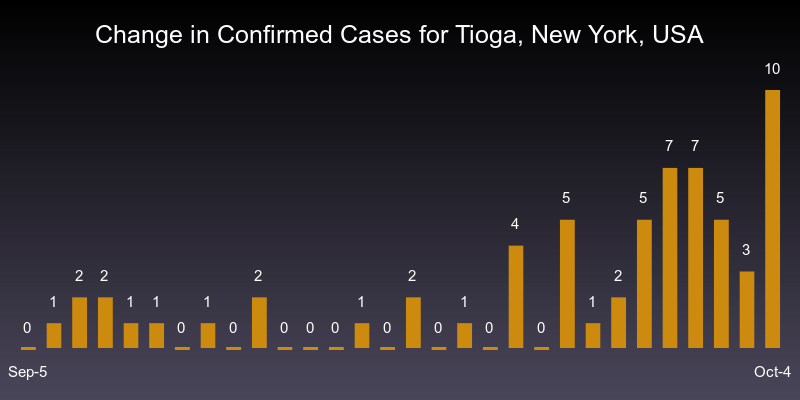 Change in Confirmed Cases for Tioga, New York, USA
0 1 2 2 1 1 0 1 0 2 0 0 0 1 0 2 0 1 0 4 0 5 1 2 5 7 7 5 3 10
Sep-5 Oct-4